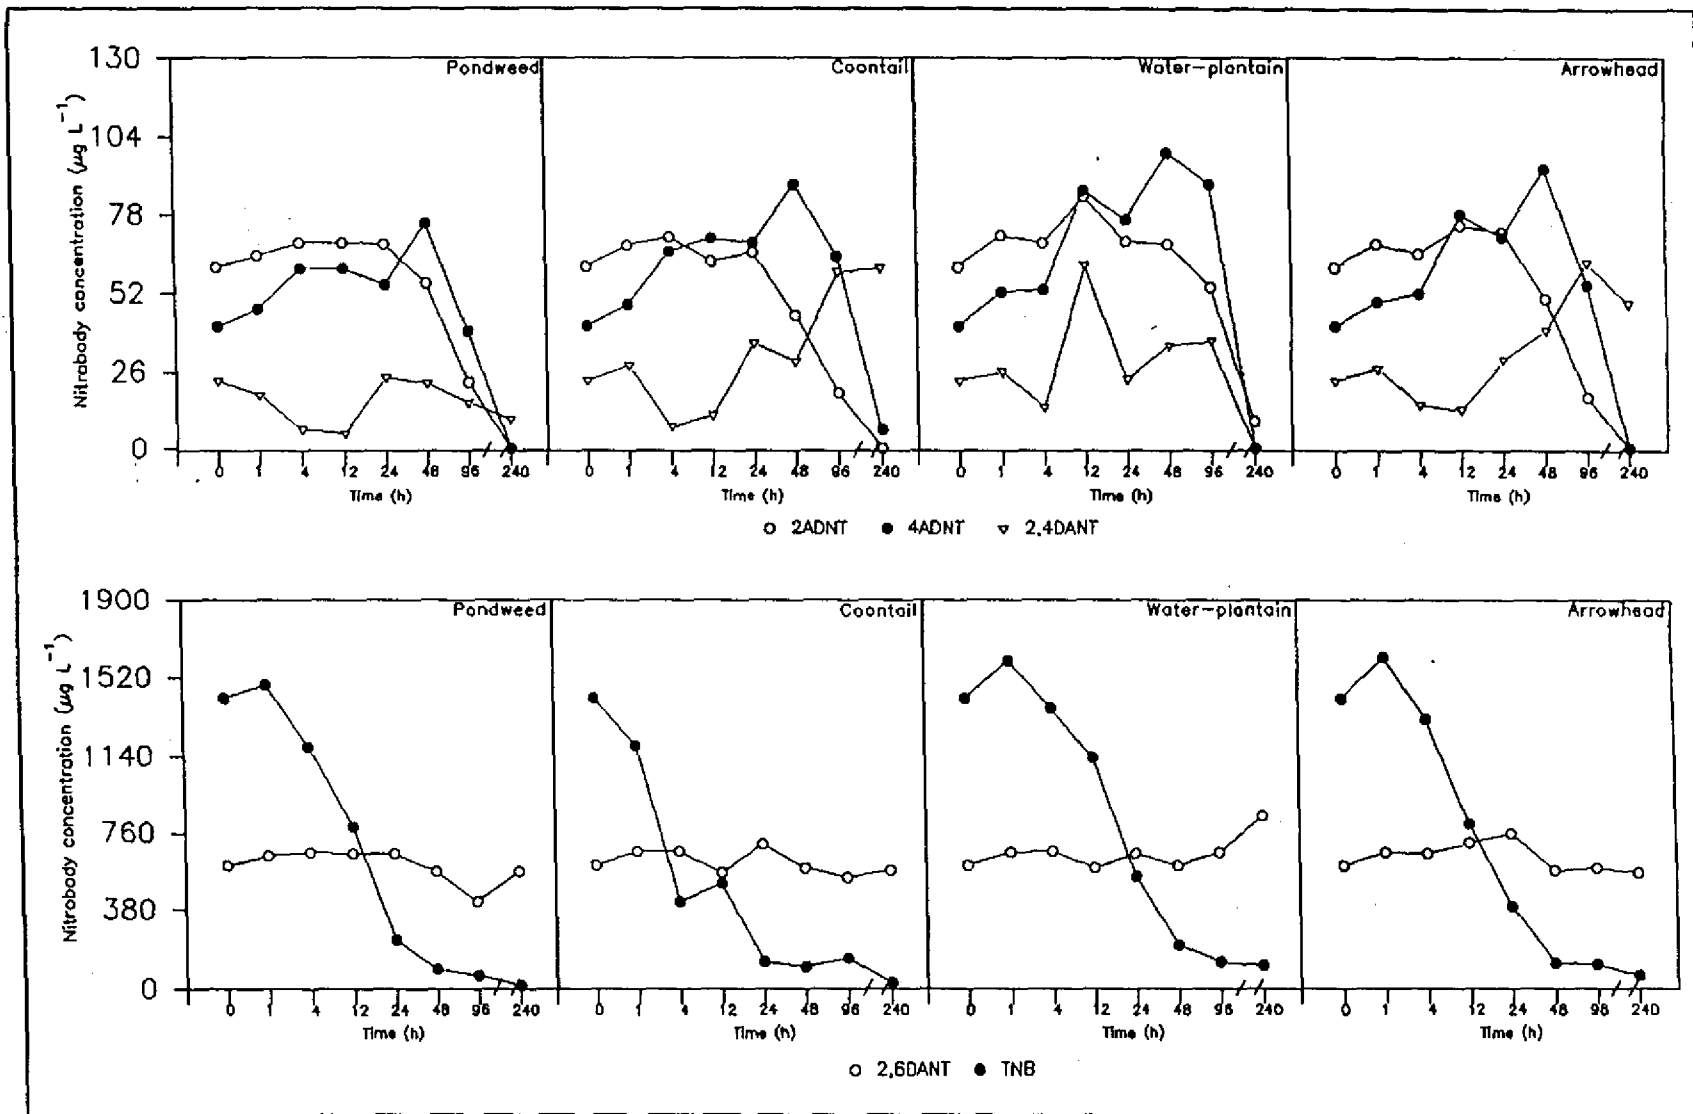 Pondweed Coontail Water-plantain Arrowhead
Nitrobody concentration (µg L⁻¹)
130
104
78
52
26
0
0 1 4 12 24 48 96 240 0 1 4 12 24 48 96 240 0 1 4 12 24 48 96 240 0 1 4 12 24 48 96 240
Time (h) Time (h) Time (h) Time (h)
2ADNT 4ADNT 2,4DANT
Pondweed Coontail Water-plantain Arrowhead
Nitrobody concentration (µg L⁻¹)
1900
1520
1140
760
380
0
0 1 4 12 24 48 96 240 0 1 4 12 24 48 96 240 0 1 4 12 24 48 96 240 0 1 4 12 24 48 96 240
Time (h) Time (h) Time (h) Time (h)
2,6DANT TNB